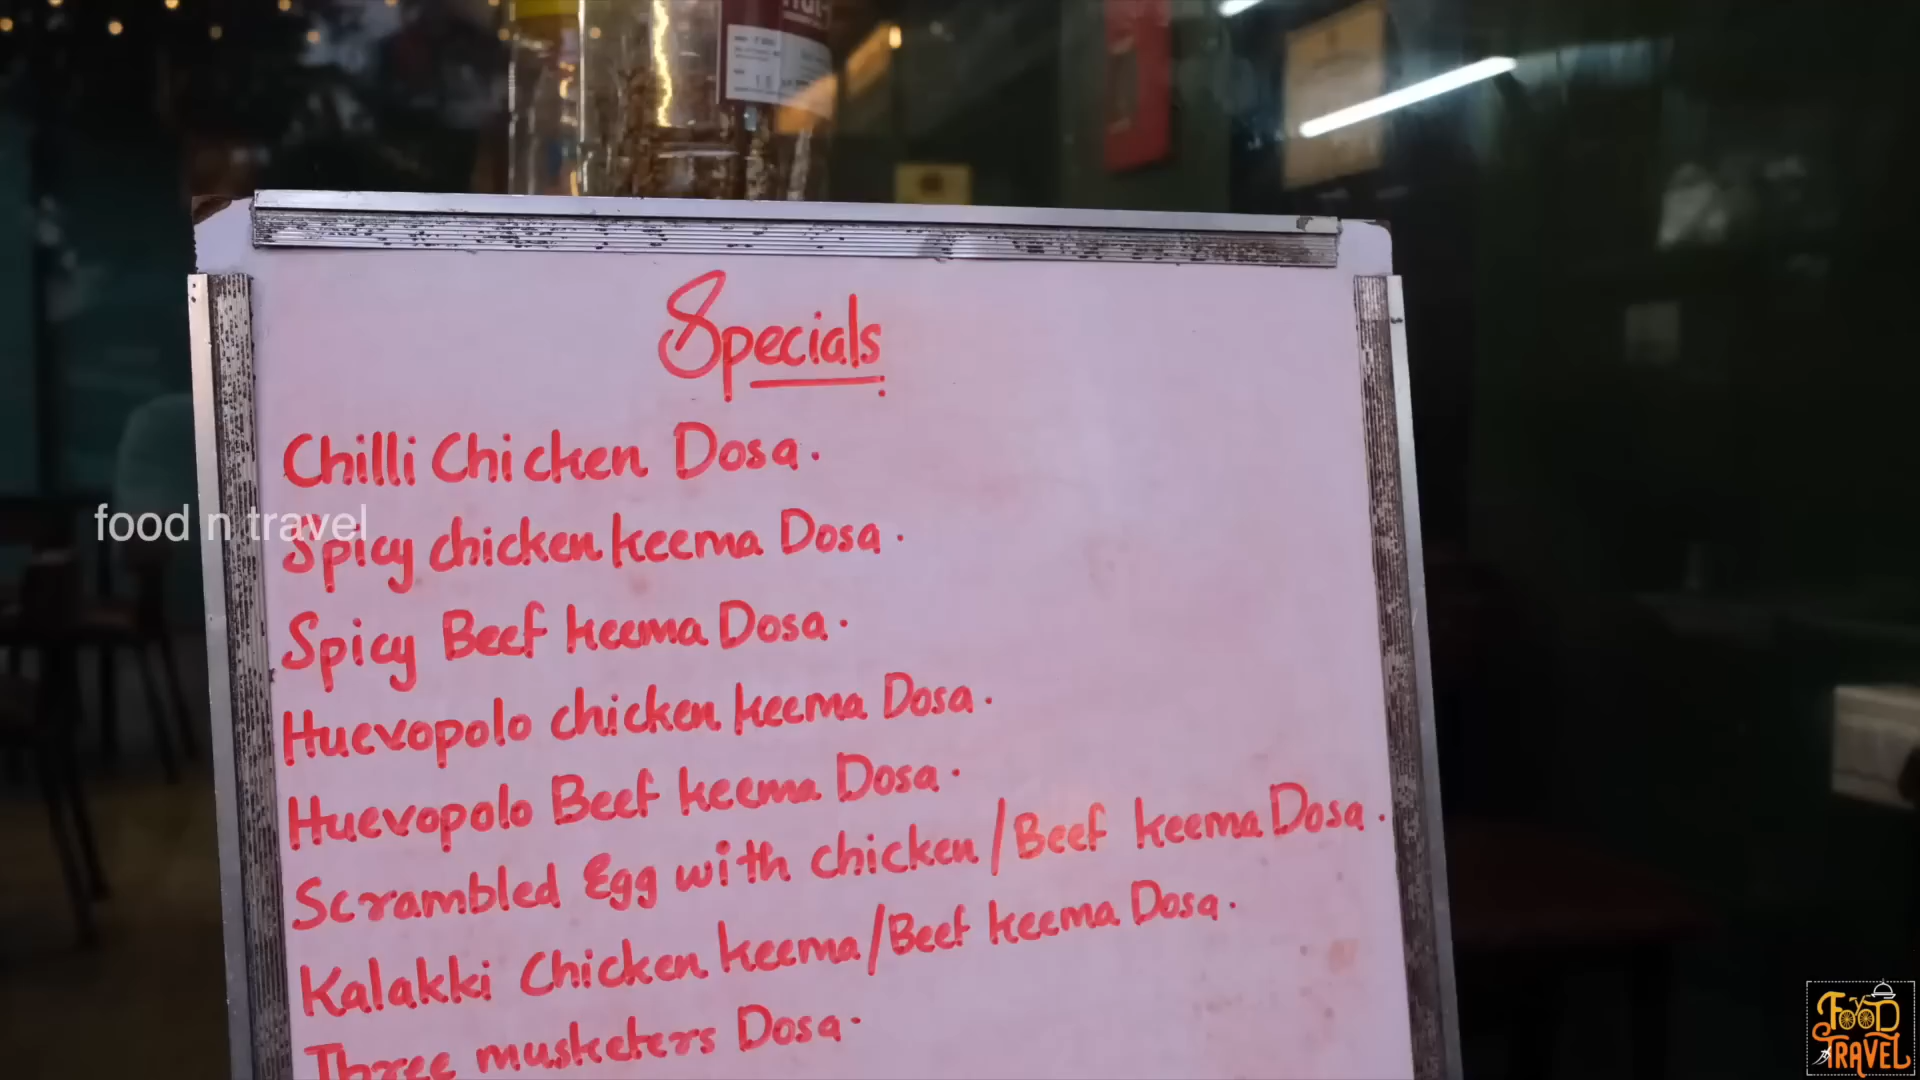 Specials
Chilli Chicken Dosa.
food n travel
Spicy chicken keema Dosa.
Spicy Beef keema Dosa.
Huevopolo chicken keema Dosa.
Huevopolo Beef keema Dosa.
Scrambled Egg with chicken/Beef keema Dosa.
Kalakki Chicken keema/Beef keema Dosa.
Three musketers Dosa.
FOOD N
TRAVEL